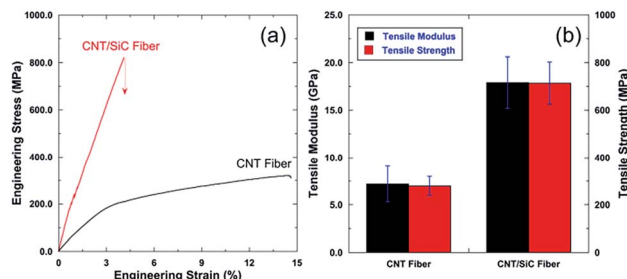 1000.0
800.0
600.0
400.0
200.0
0.00
Engineering Stress (MPa)
CNT/SiC Fiber
(a)
CNT Fiber
0
3
6
9
12
15
Engineering Strain (%)
25.0
20.0
15.0
10.0
5.0
0.0
Tensile Modulus (GPa)
Tensile Modulus
Tensile Strength
(b)
1000
800
600
400
200
0
Tensile Strength (MPa)
CNT Fiber
CNT/SiC Fiber